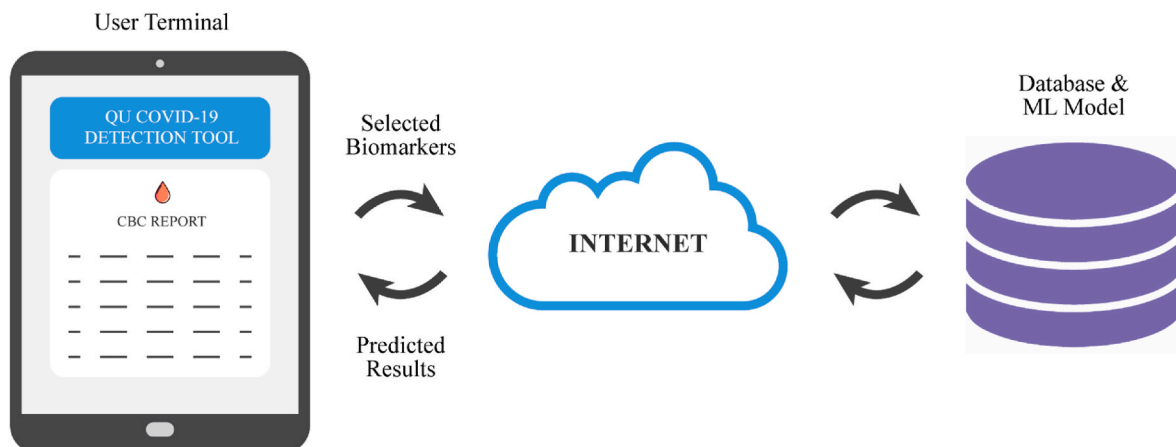 User Terminal
QU COVID-19
DETECTION TOOL
CBC REPORT
Selected
Biomarkers
Predicted
Results
INTERNET
Database &
ML Model